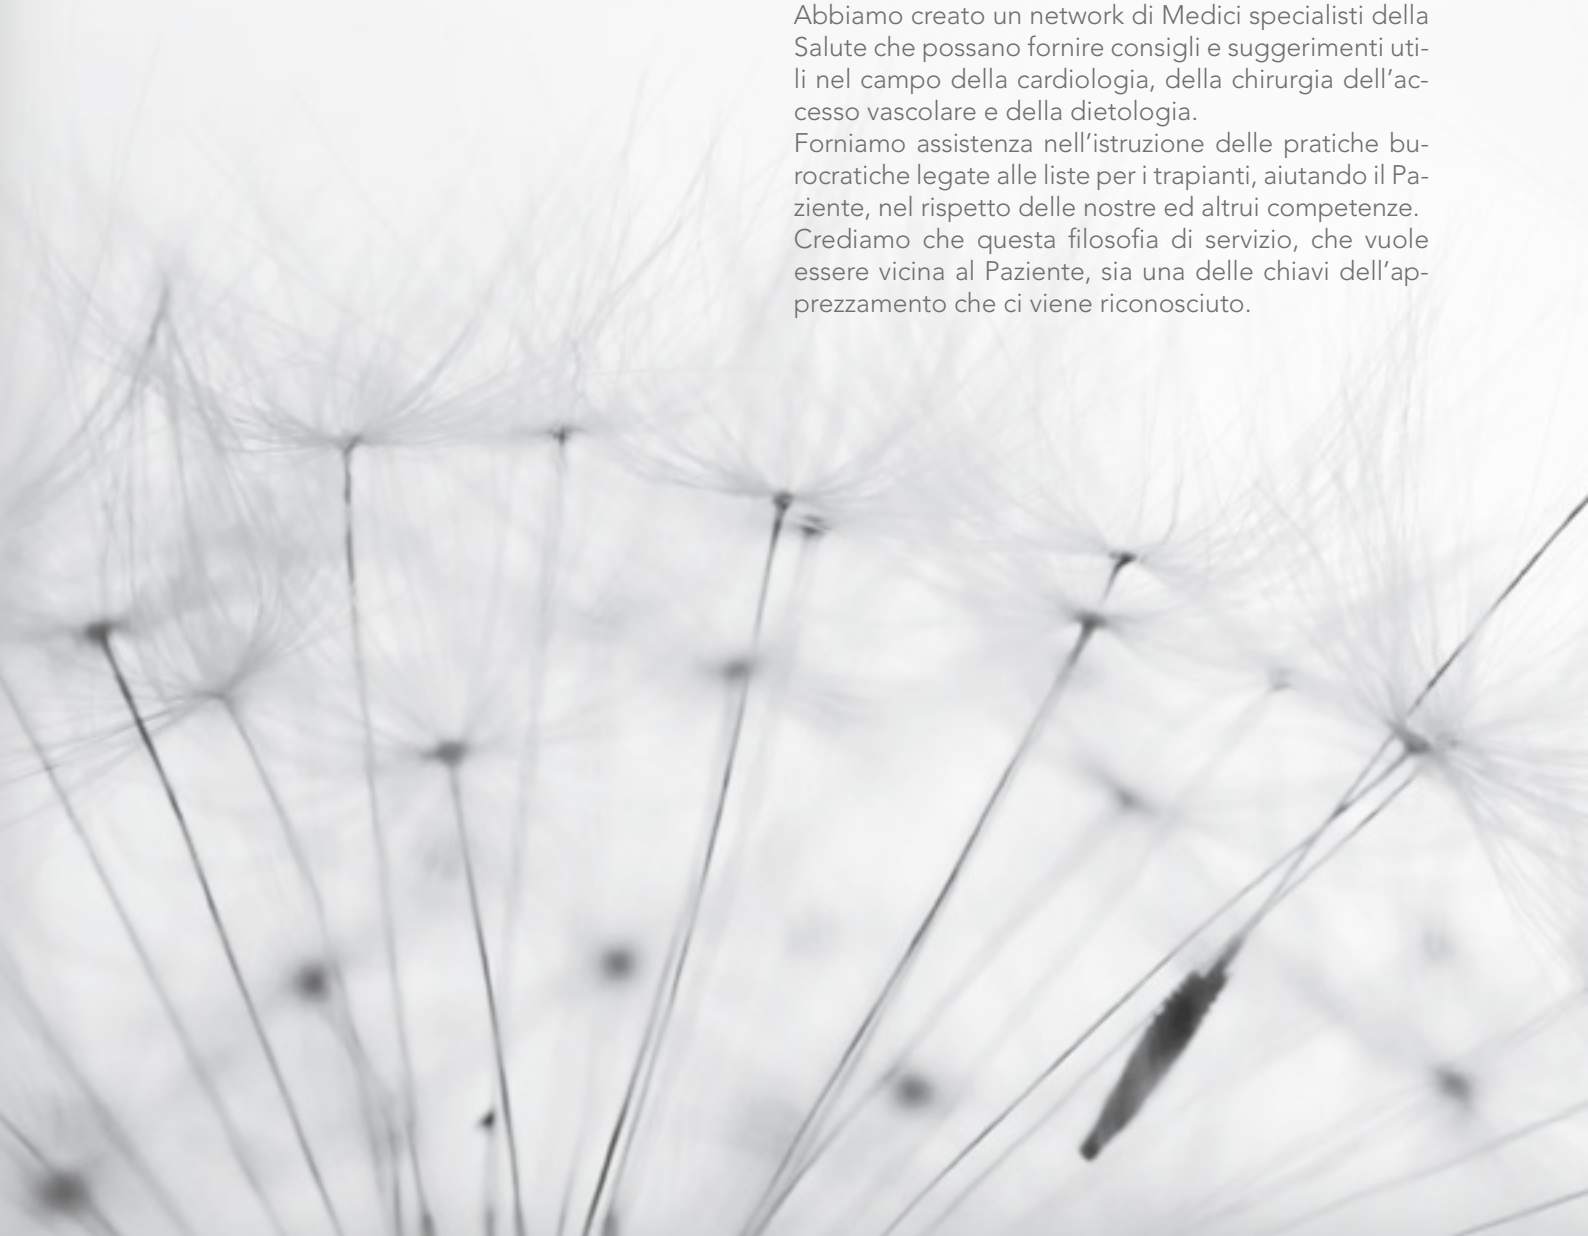 Abbiamo creato un network di Medici specialisti della
Salute che possano fornire consigli e suggerimenti uti-
li nel campo della cardiologia, della chirurgia dell’ac-
cesso vascolare e della dietologia.
Forniamo assistenza nell’istruzione delle pratiche bu-
rocratiche legate alle liste per i trapianti, aiutando il Pa-
ziente, nel rispetto delle nostre ed altrui competenze.
Crediamo che questa filosofia di servizio, che vuole
essere vicina al Paziente, sia una delle chiavi dell’ap-
prezzamento che ci viene riconosciuto.